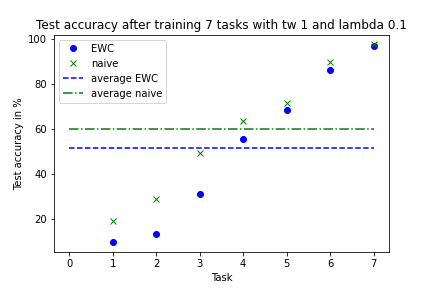 Test accuracy after training 7 tasks with tw 1 and lambda 0.1
EWC
naive
average EWC
average naive
Test accuracy in %
100
80
60
40
20
0 1 2 3 4 5 6 7
Task